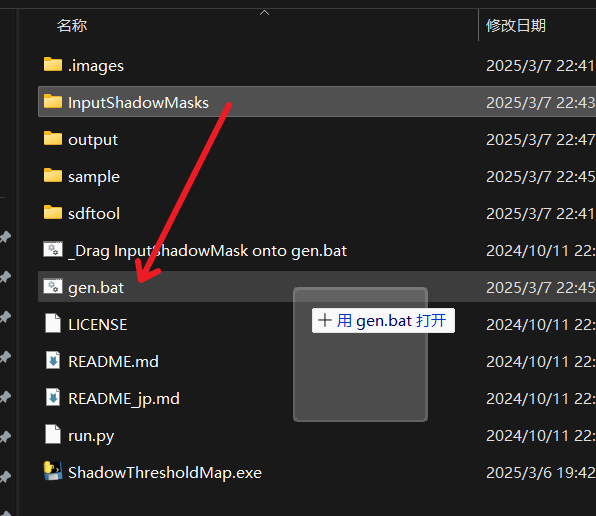 名称 修改日期
.images 2025/3/7 22:41
InputShadowMasks 2025/3/7 22:43
output 2025/3/7 22:47
sample 2025/3/7 22:45
sdftool 2025/3/7 22:41
_Drag InputShadowMask onto gen.bat 2024/10/11 22:
gen.bat 2025/3/7 22:45
用 gen.bat 打开
LICENSE 2024/10/11 22:
README.md 2024/10/11 22:
README_jp.md 2024/10/11 22:
run.py 2024/10/11 22:
ShadowThresholdMap.exe 2025/3/6 19:42